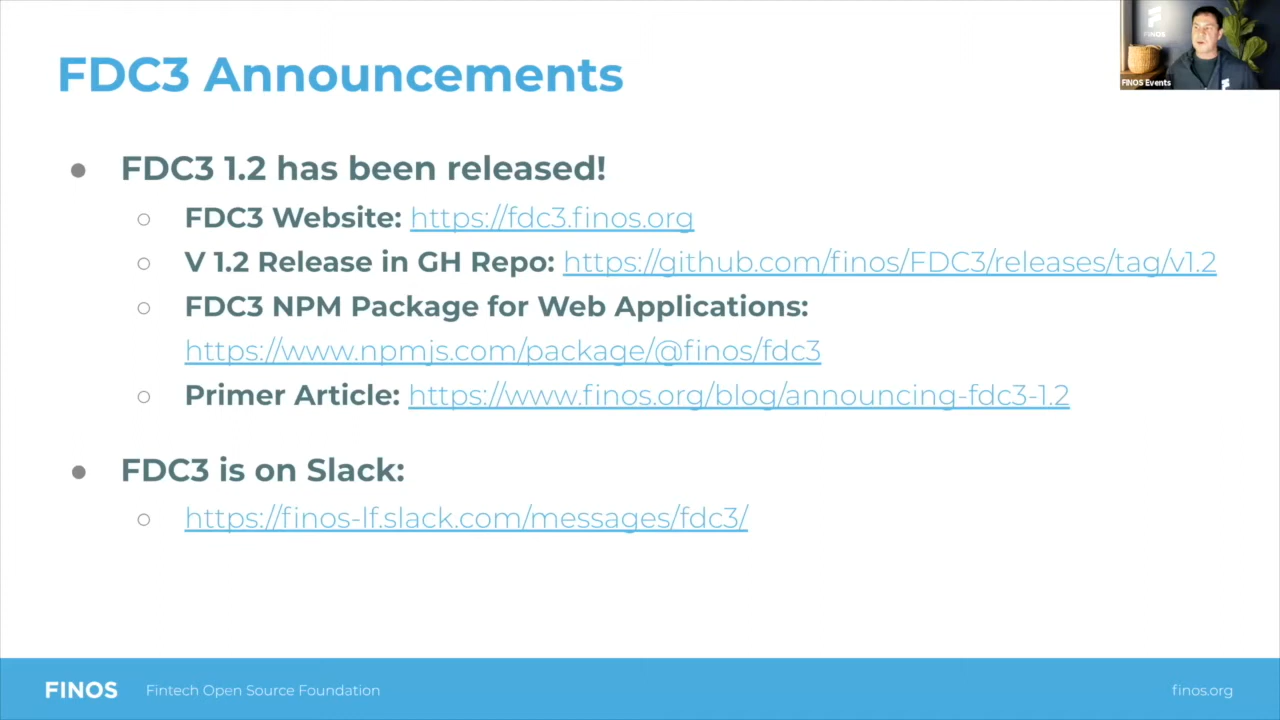 FDC3 Announcements
FINOS
FINOS Events
● FDC3 1.2 has been released!
○ FDC3 Website: https://fdc3.finos.org
○ V 1.2 Release in GH Repo: https://github.com/finos/FDC3/releases/tag/v1.2
○ FDC3 NPM Package for Web Applications:
https://www.npmjs.com/package/@finos/fdc3
○ Primer Article: https://www.finos.org/blog/announcing-fdc3-1.2
● FDC3 is on Slack:
○ https://finos-lf.slack.com/messages/fdc3/
FINOS Fintech Open Source Foundation finos.org